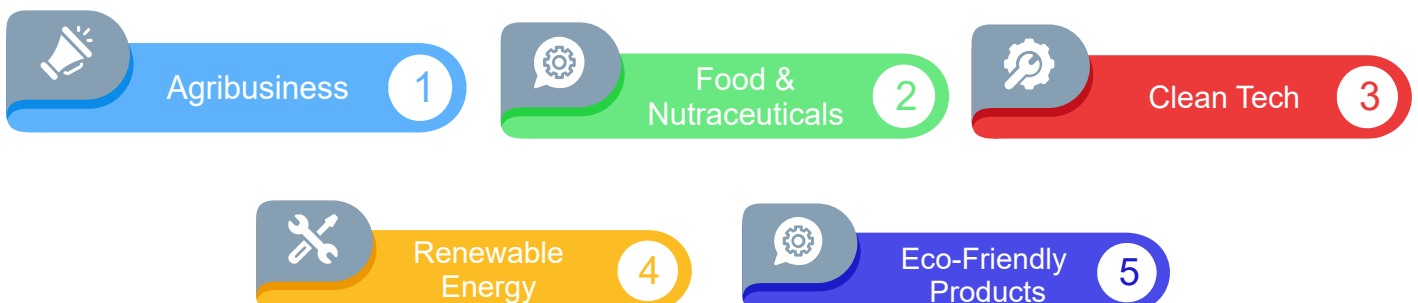 Agribusiness 1
Food &
Nutraceuticals 2
Clean Tech 3
Renewable
Energy 4
Eco-Friendly
Products 5